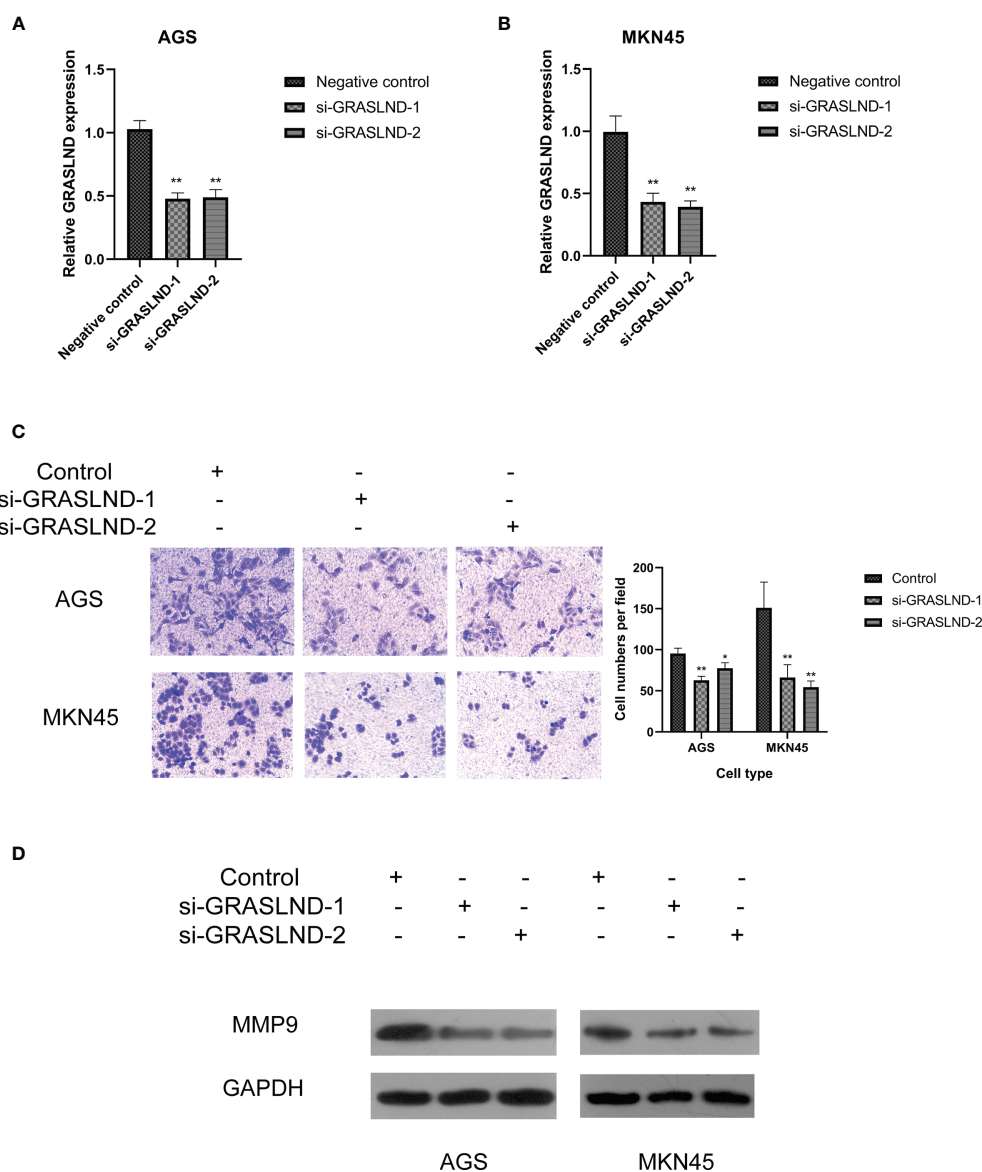 A
AGS
Relative GRASLND expression
1.5
1.0
0.5
0.0
**
**
Negative control
si-GRASLND-1
si-GRASLND-2
Negative control
si-GRASLND-1
si-GRASLND-2
B
MKN45
Relative GRASLND expression
1.5
1.0
0.5
0.0
**
**
Negative control
si-GRASLND-1
si-GRASLND-2
Negative control
si-GRASLND-1
si-GRASLND-2
C
Control + - -
si-GRASLND-1 - + -
si-GRASLND-2 - - +
AGS
MKN45
Cell numbers per field
200
150
100
50
0
** *
** **
AGS MKN45
Cell type
Control
si-GRASLND-1
si-GRASLND-2
D
Control + - - + - -
si-GRASLND-1 - + - - + -
si-GRASLND-2 - - + - - +
MMP9
GAPDH
AGS MKN45